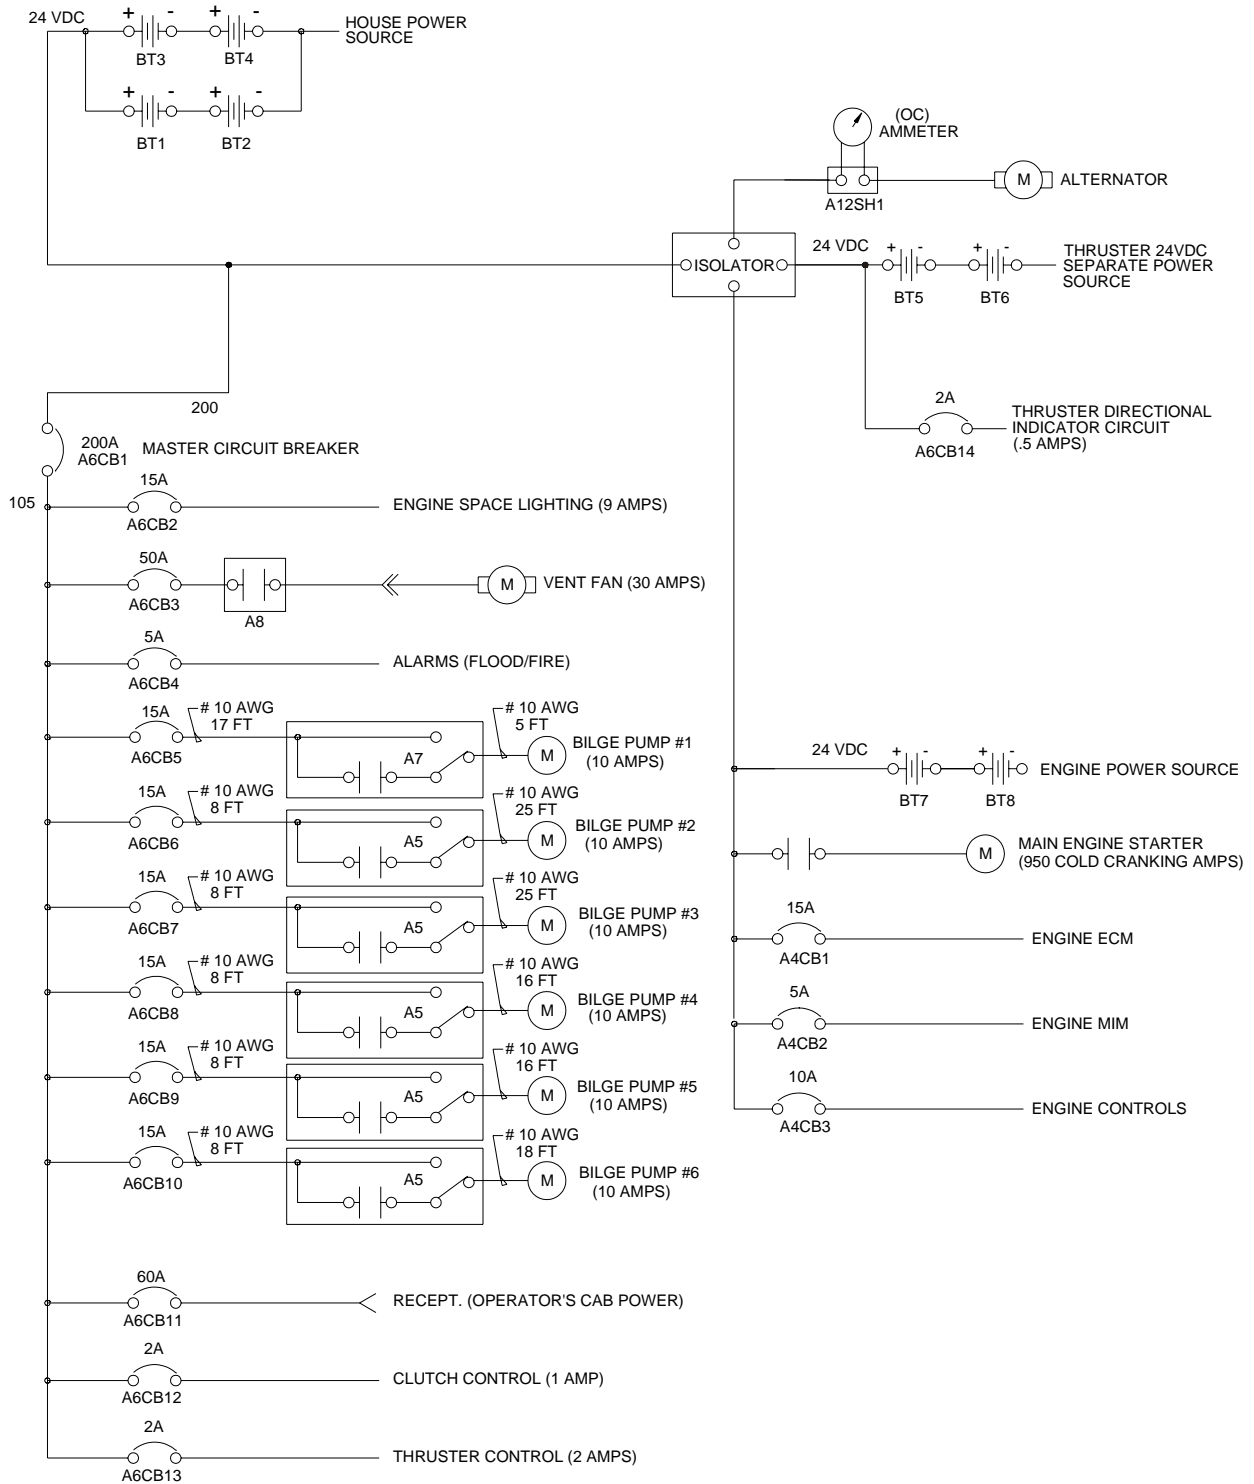 24 VDC
+ - + -
HOUSE POWER
SOURCE
BT3 BT4
+ - + -
BT1 BT2
(OC)
AMMETER
A12SH1
M
ALTERNATOR
ISOLATOR
24 VDC
+ - + -
THRUSTER 24VDC
SEPARATE POWER
SOURCE
BT5 BT6
200
2A
A6CB14
THRUSTER DIRECTIONAL
INDICATOR CIRCUIT
(.5 AMPS)
200A
A6CB1
MASTER CIRCUIT BREAKER
105
15A
A6CB2
ENGINE SPACE LIGHTING (9 AMPS)
50A
A6CB3
A8
M
VENT FAN (30 AMPS)
5A
A6CB4
ALARMS (FLOOD/FIRE)
15A
A6CB5
# 10 AWG
17 FT
A7
# 10 AWG
5 FT
M
BILGE PUMP #1
(10 AMPS)
15A
A6CB6
# 10 AWG
8 FT
A5
# 10 AWG
25 FT
M
BILGE PUMP #2
(10 AMPS)
15A
A6CB7
# 10 AWG
8 FT
A5
# 10 AWG
25 FT
M
BILGE PUMP #3
(10 AMPS)
15A
A6CB8
# 10 AWG
8 FT
A5
# 10 AWG
16 FT
M
BILGE PUMP #4
(10 AMPS)
15A
A6CB9
# 10 AWG
8 FT
A5
# 10 AWG
16 FT
M
BILGE PUMP #5
(10 AMPS)
15A
A6CB10
# 10 AWG
8 FT
A5
# 10 AWG
18 FT
M
BILGE PUMP #6
(10 AMPS)
60A
A6CB11
RECEPT. (OPERATOR'S CAB POWER)
2A
A6CB12
CLUTCH CONTROL (1 AMP)
2A
A6CB13
THRUSTER CONTROL (2 AMPS)
24 VDC
+ - + -
BT7 BT8
ENGINE POWER SOURCE
M
MAIN ENGINE STARTER
(950 COLD CRANKING AMPS)
15A
A4CB1
ENGINE ECM
5A
A4CB2
ENGINE MIM
10A
A4CB3
ENGINE CONTROLS